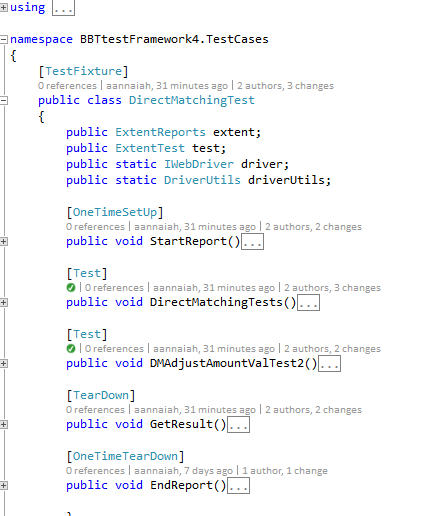 using ...
namespace BBTtestFramework4.TestCases
{
[TestFixture]
0 references | aannaiah, 31 minutes ago | 2 authors, 3 changes
public class DirectMatchingTest
{
public ExtentReports extent;
public ExtentTest test;
public static IWebDriver driver;
public static DriverUtils driverUtils;
[OneTimeSetUp]
0 references | aannaiah, 31 minutes ago | 2 authors, 2 changes
public void StartReport()...
[Test]
| 0 references | aannaiah, 31 minutes ago | 2 authors, 3 changes
public void DirectMatchingTests()...
[Test]
| 0 references | aannaiah, 31 minutes ago | 2 authors, 2 changes
public void DMAdjustAmountValTest2()...
[TearDown]
0 references | aannaiah, 31 minutes ago | 2 authors, 2 changes
public void GetResult()...
[OneTimeTearDown]
0 references | aannaiah, 7 days ago | 1 author, 1 change
public void EndReport()...
}